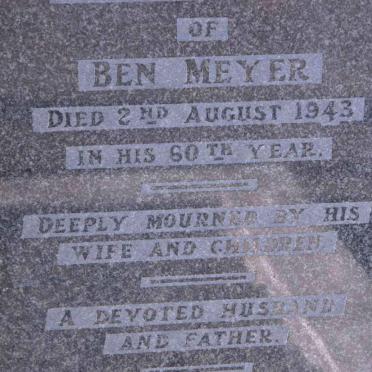 OF
BEN MEYER
DIED 2ND AUGUST 1943
IN HIS 60TH YEAR.
DEEPLY MOURNED BY HIS
WIFE AND CHILDREN
A DEVOTED HUSBAND
AND FATHER.